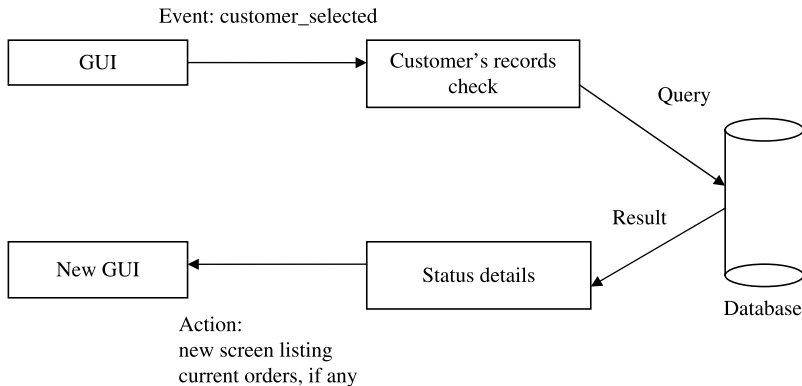 Event: customer_selected
GUI
Customer’s records
check
Query
Result
New GUI
Status details
Database
Action:
new screen listing
current orders, if any